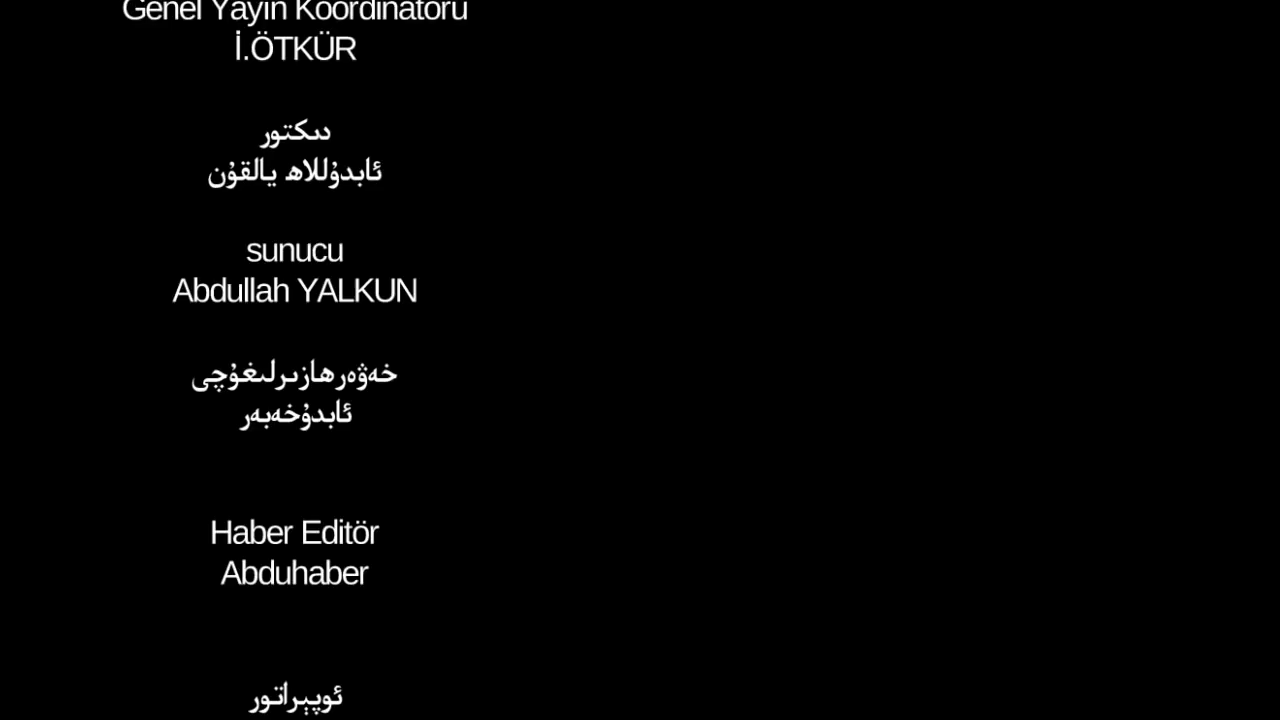 Genel Yayın Koordinatörü
İ.ÖTKÜR
دىكتور
ئابدۇللاھ يالقۇن
sunucu
Abdullah YALKUN
خەۋەرھازىرلىغۇچى
ئابدۇخەبەر
Haber Editör
Abduhaber
ئوپېراتور